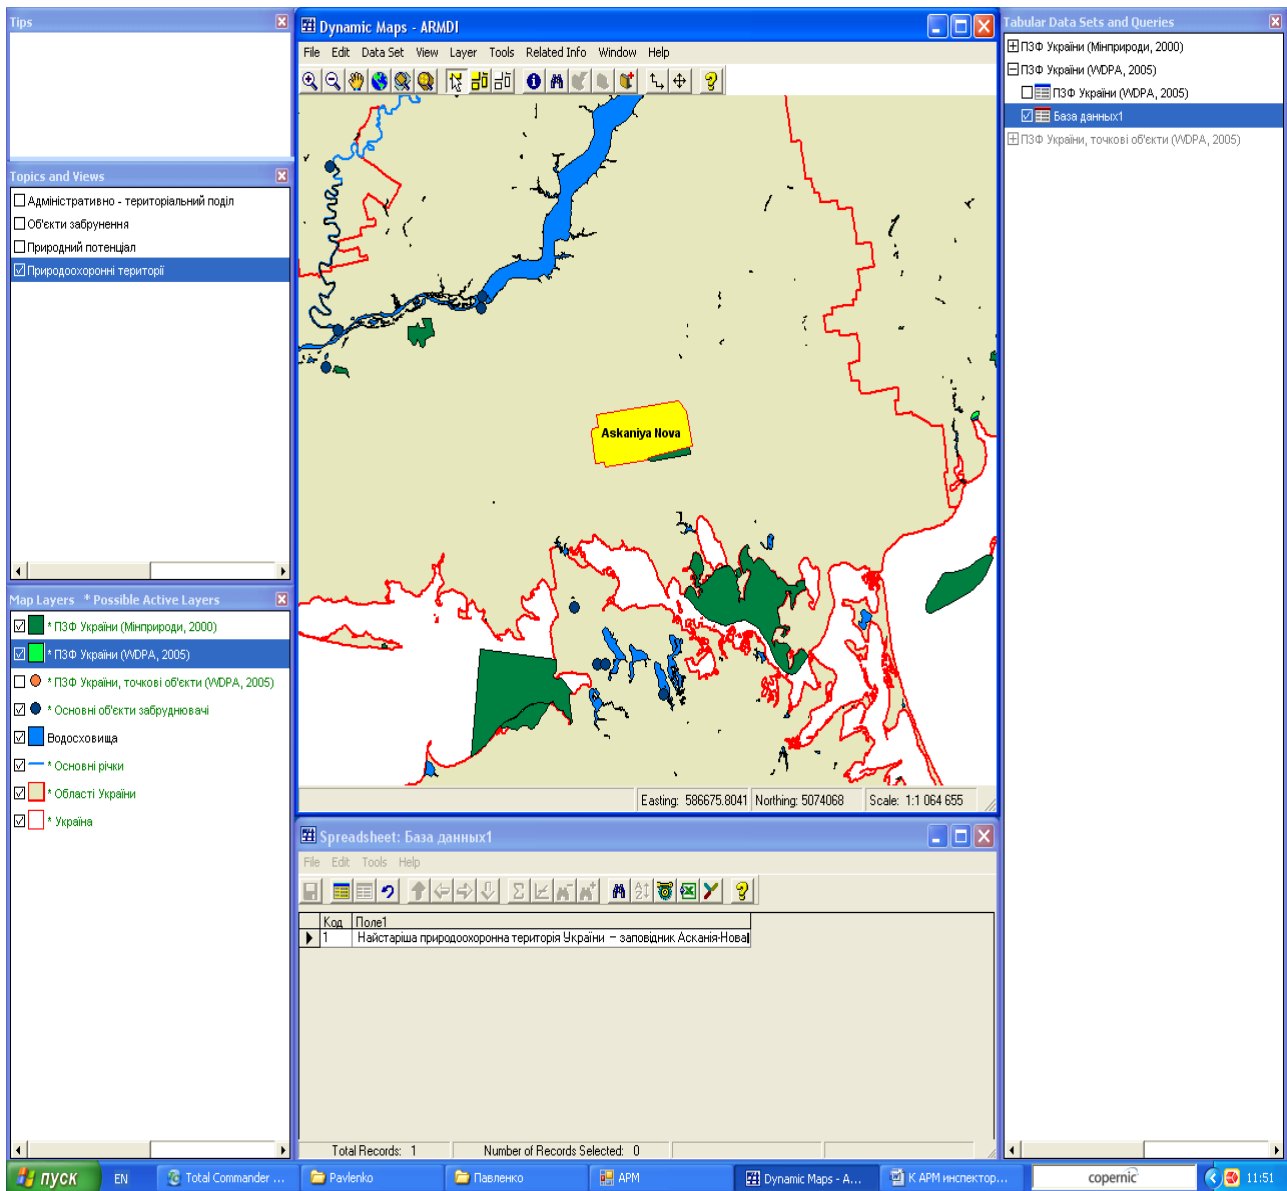 Tips
Topics and Views
Адміністративно - територіальний поділ
Об'єкти забрунення
Природний потенціал
Природоохоронні території
Map Layers * Possible Active Layers
* ПЗФ України (Мінприроди, 2000)
* ПЗФ України (WDPA, 2005)
* ПЗФ України, точкові об'єкти (WDPA, 2005)
* Основні об'єкти забруднювачі
Водосховища
* Основні річки
* Області України
* Україна
Dynamic Maps - ARMDI
File Edit Data Set View Layer Tools Related Info Window Help
Askaniya Nova
Easting: 586675.8041 Northing: 5074068 Scale: 1:1 064 655
Spreadsheet: База данных1
File Edit Tools Help
Код Поле1
1 Найстаріша природоохоронна територія України – заповідник Асканія-Нова
Total Records: 1 Number of Records Selected: 0
Tabular Data Sets and Queries
ПЗФ України (Мінприроди, 2000)
ПЗФ України (WDPA, 2005)
ПЗФ України (WDPA, 2005)
База данных1
ПЗФ України, точкові об'єкти (WDPA, 2005)
пуск EN Total Commander ... Pavlenko Павленко АРМ Dynamic Maps - A... К АРМ инспектор... copernic 11:51